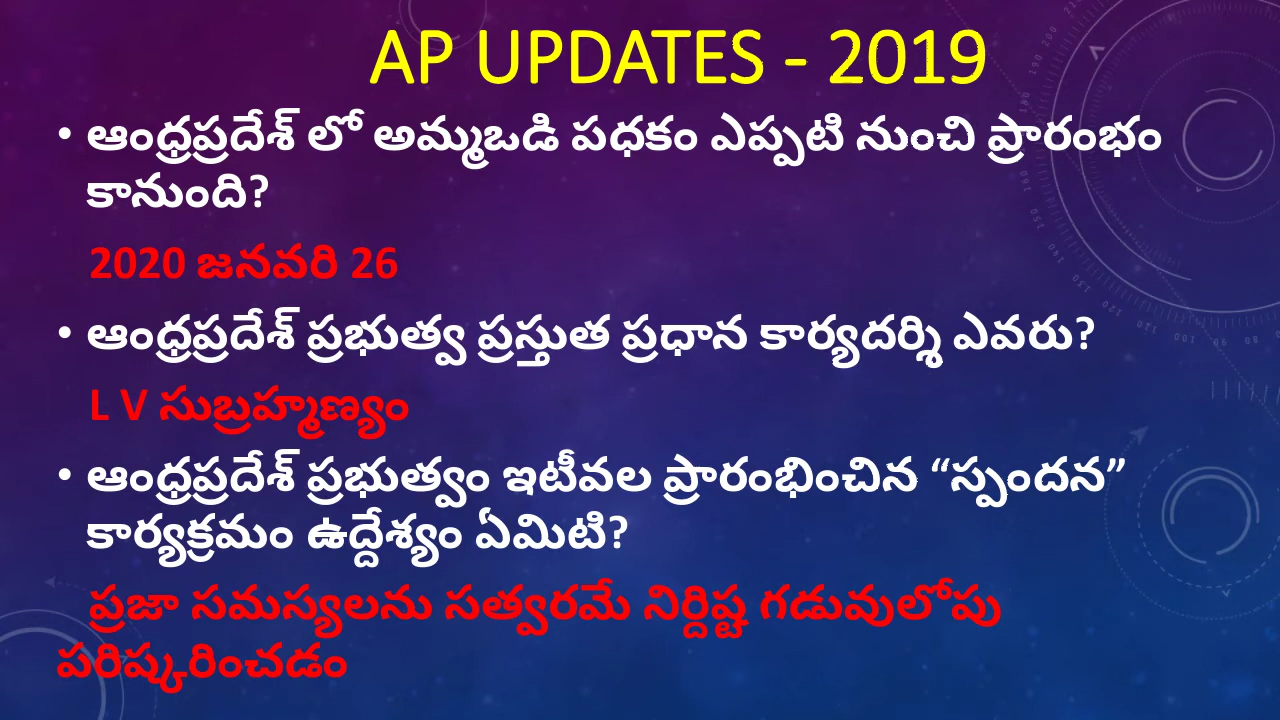 AP UPDATES - 2019
• ఆంధ్రప్రదేశ్ లో అమ్మఒడి పధకం ఎప్పటి నుంచి ప్రారంభం
కానుంది?
2020 జనవరి 26
• ఆంధ్రప్రదేశ్ ప్రభుత్వ ప్రస్తుత ప్రధాన కార్యదర్శి ఎవరు?
L V సుబ్రహ్మణ్యం
• ఆంధ్రప్రదేశ్ ప్రభుత్వం ఇటీవల ప్రారంభించిన “స్పందన”
కార్యక్రమం ఉద్దేశ్యం ఏమిటి?
ప్రజా సమస్యలను సత్వరమే నిర్దిష్ట గడువులోపు
పరిష్కరించడం